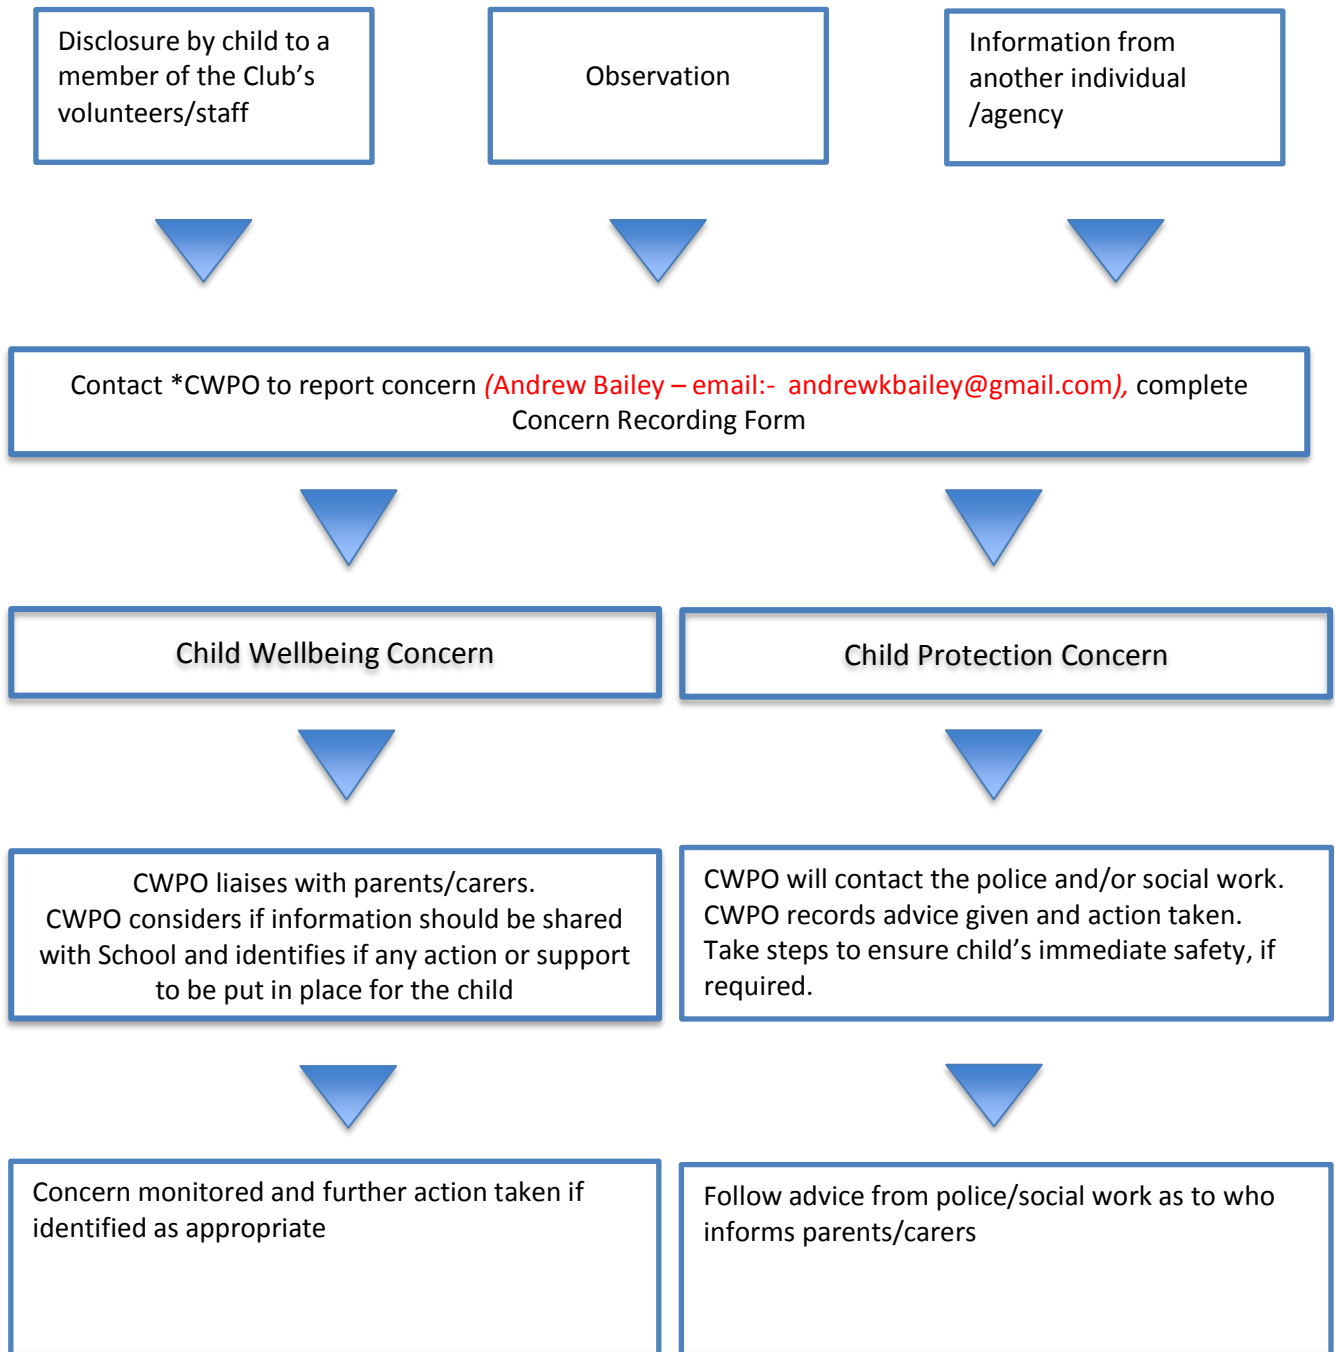 Disclosure by child to a
member of the Club’s
volunteers/staff
Observation
Information from
another individual
/agency
Contact *CWPO to report concern (Andrew Bailey – email:-  andrewkbailey@gmail.com), complete
Concern Recording Form
Child Wellbeing Concern
Child Protection Concern
CWPO liaises with parents/carers.
CWPO considers if information should be shared
with School and identifies if any action or support
to be put in place for the child
CWPO will contact the police and/or social work.
CWPO records advice given and action taken.
Take steps to ensure child’s immediate safety, if
required.
Concern monitored and further action taken if
identified as appropriate
Follow advice from police/social work as to who
informs parents/carers